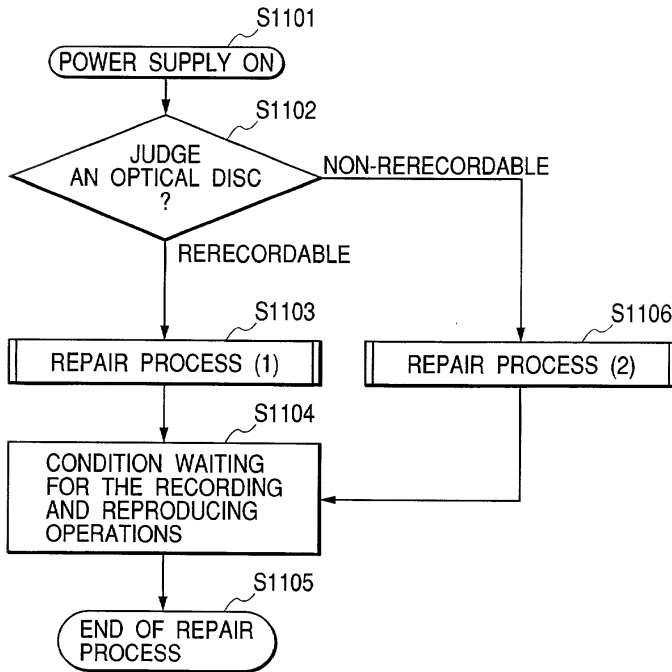 S1101
POWER SUPPLY ON
S1102
JUDGE
AN OPTICAL DISC
?
NON-RERECORDABLE
RERECORDABLE
S1103
REPAIR PROCESS (1)
S1106
REPAIR PROCESS (2)
S1104
CONDITION WAITING
FOR THE RECORDING
AND REPRODUCING
OPERATIONS
S1105
END OF REPAIR
PROCESS